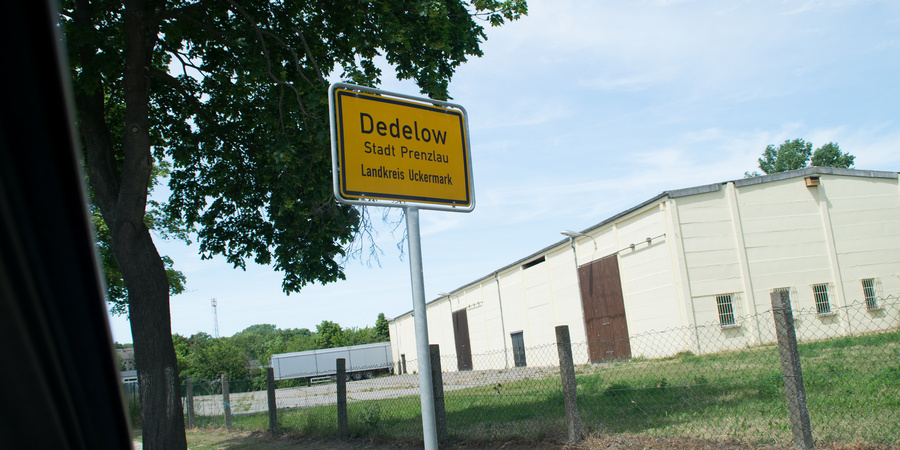 Dedelow
Stadt Prenzlau
Landkreis Uckermark